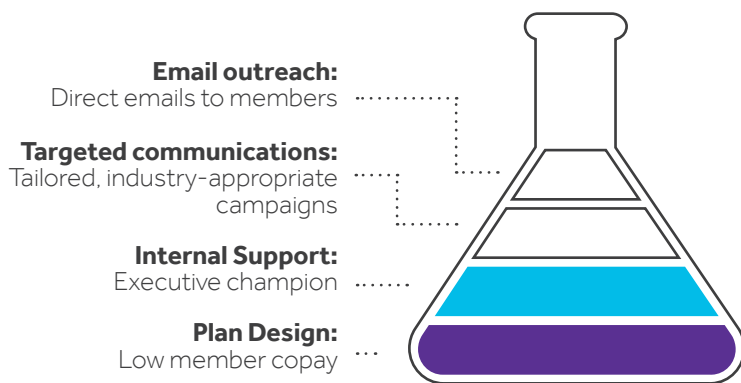 Email outreach:
Direct emails to members
Targeted communications:
Tailored, industry-appropriate
campaigns
Internal Support:
Executive champion
Plan Design:
Low member copay